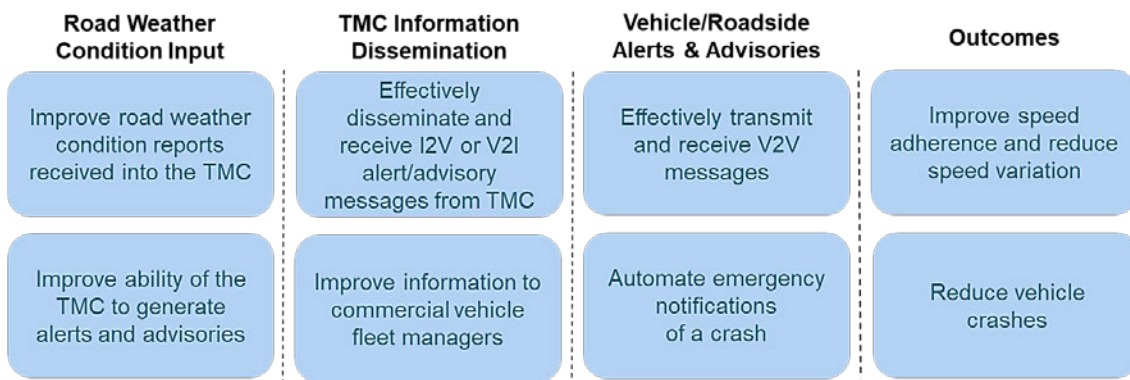 Road Weather
Condition Input
TMC Information
Dissemination
Vehicle/Roadside
Alerts & Advisories
Outcomes
Improve road weather
condition reports
received into the TMC
Effectively
disseminate and
receive I2V or V2I
alert/advisory
messages from TMC
Effectively transmit
and receive V2V
messages
Improve speed
adherence and reduce
speed variation
Improve ability of the
TMC to generate
alerts and advisories
Improve information to
commercial vehicle
fleet managers
Automate emergency
notifications
of a crash
Reduce vehicle
crashes